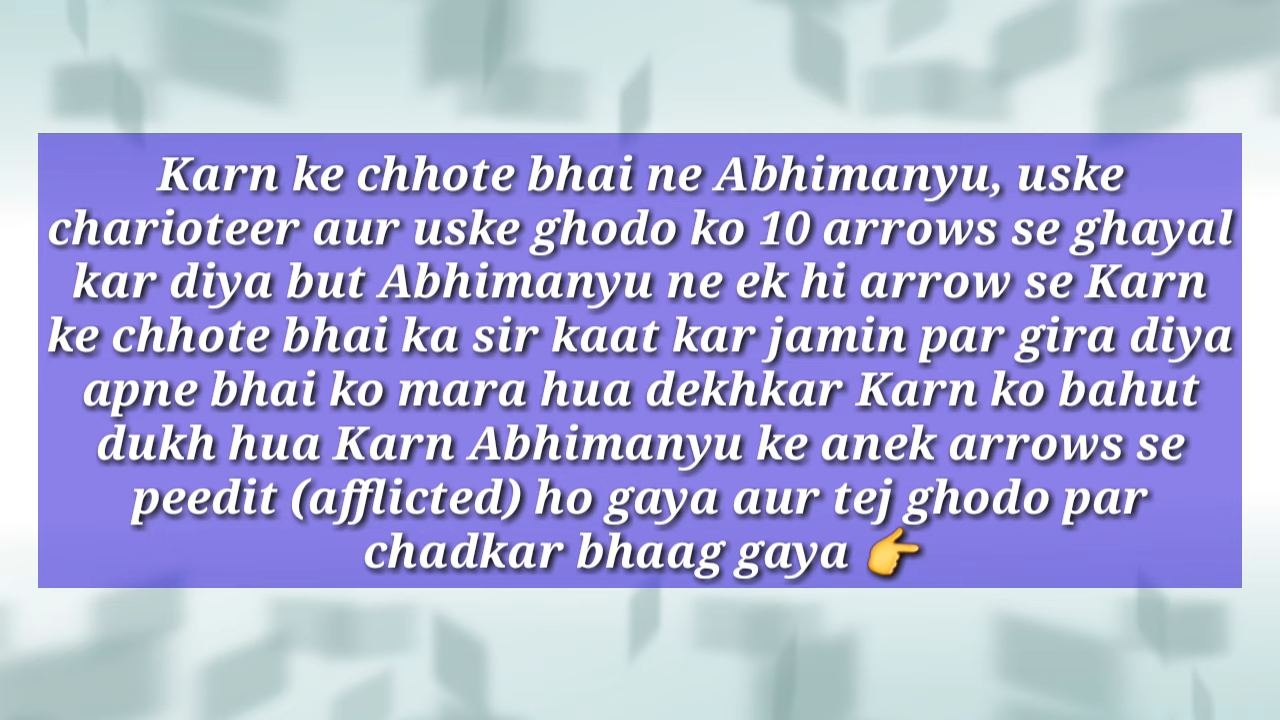 Karn ke chhote bhai ne Abhimanyu, uske
charioteer aur uske ghodo ko 10 arrows se ghayal
kar diya but Abhimanyu ne ek hi arrow se Karn
ke chhote bhai ka sir kaat kar jamin par gira diya
apne bhai ko mara hua dekhkar Karn ko bahut
dukh hua Karn Abhimanyu ke anek arrows se
peedit (afflicted) ho gaya aur tej ghodo par
chadkar bhaag gaya 👉